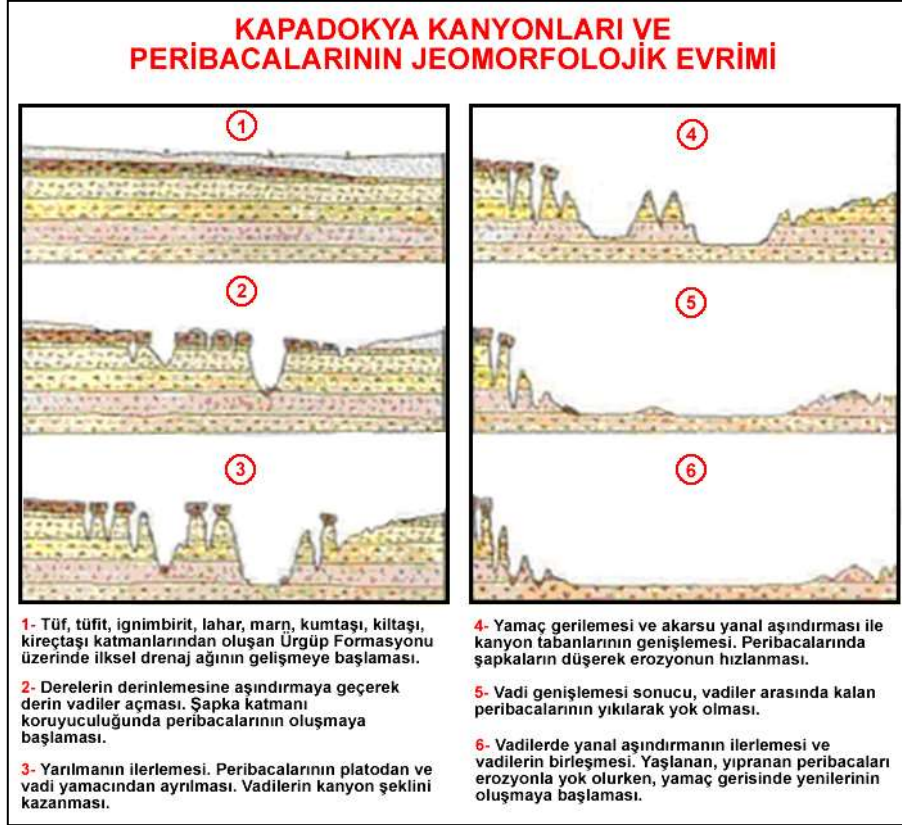 KAPADOKYA KANYONLARI VE
PERİBACALARININ JEOMORFOLOJİK EVRİMİ
1
2
3
4
5
6
1- Tüf, tüfit, ignimbirit, lahar, marn, kumtaşı, kiltaşı,
kireçtaşı katmanlarından oluşan Ürgüp Formasyonu
üzerinde ilksel drenaj ağının gelişmeye başlaması.
2- Derelerin derinlemesine aşındırmaya geçerek
derin vadiler açması. Şapka katmanı
koruyuculuğunda peribacalarının oluşmaya
başlaması.
3- Yarılmanın ilerlemesi. Peribacalarının platodan ve
vadi yamacından ayrılması. Vadilerin kanyon şeklini
kazanması.
4- Yamaç gerilemesi ve akarsu yanal aşındırması ile
kanyon tabanlarının genişlemesi. Peribacalarında
şapkaların düşerek erozyonun hızlanması.
5- Vadi genişlemesi sonucu, vadiler arasında kalan
peribacalarının yıkılarak yok olması.
6- Vadilerde yanal aşındırmanın ilerlemesi ve
vadilerin birleşmesi. Yaşlanan, yıpranan peribacaları
erozyonla yok olurken, yamaç gerisinde yenilerinin
oluşmaya başlaması.